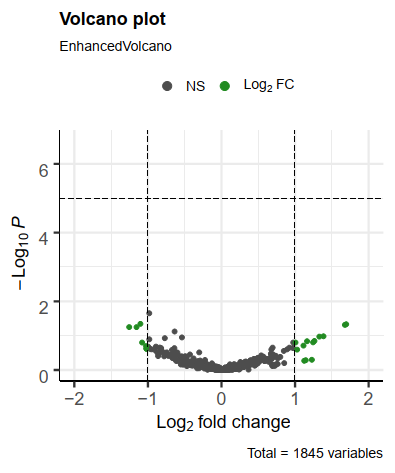 Volcano plot
EnhancedVolcano
NS
Log₂ FC
6
4
2
0
−Log₁₀ P
−2
−1
0
1
2
Log₂ fold change
Total = 1845 variables